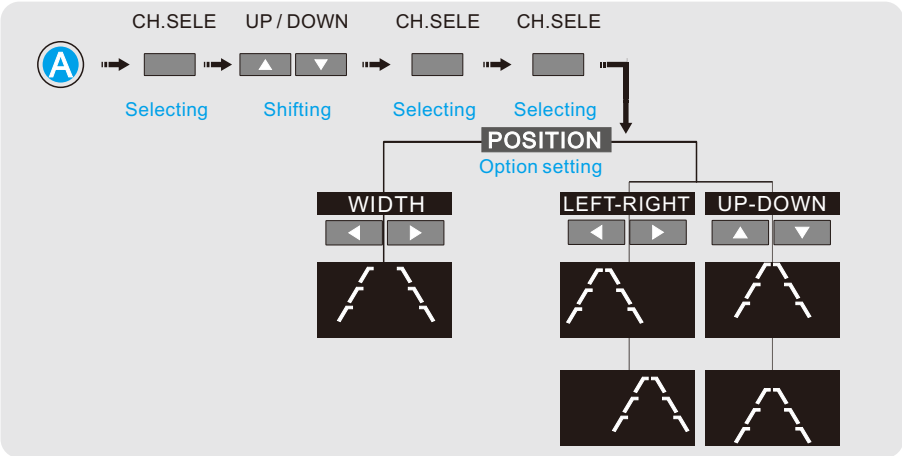 CH.SELE UP / DOWN CH.SELE CH.SELE
A
Selecting Shifting Selecting Selecting
POSITION
Option setting
WIDTH LEFT-RIGHT UP-DOWN